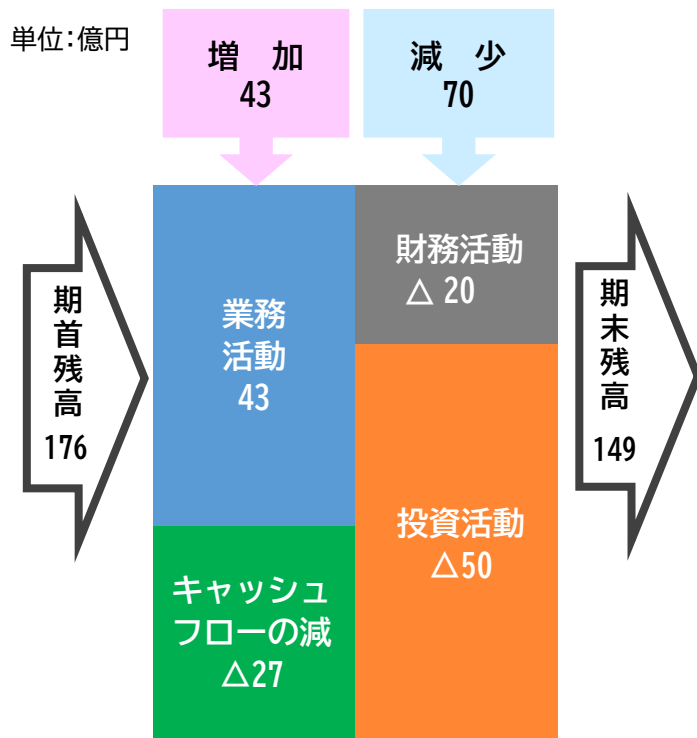 単位:億円
増　加
43
減　少
70
期首残高
176
業務
活動
43
財務活動
△ 20
投資活動
△50
キャッシュ
フローの減
△27
期末残高
149